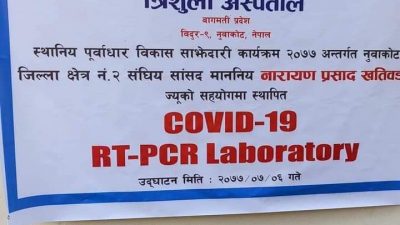 त्रिशुली अस्पताल
बागमती प्रदेश
विदुर-९, नुवाकोट, नेपाल
स्थानिय पूर्वाधार विकास साझेदारी कार्यक्रम २०७७ अन्तर्गत नुवाकोट
जिल्ला क्षेत्र नं.२ संघिय सांसद माननिय नारायण प्रसाद खतिवडा
ज्यूको सहयोगमा स्थापित
COVID-19
RT-PCR Laboratory
उद्घाटन मिति : २०७७/०७/०६ गते